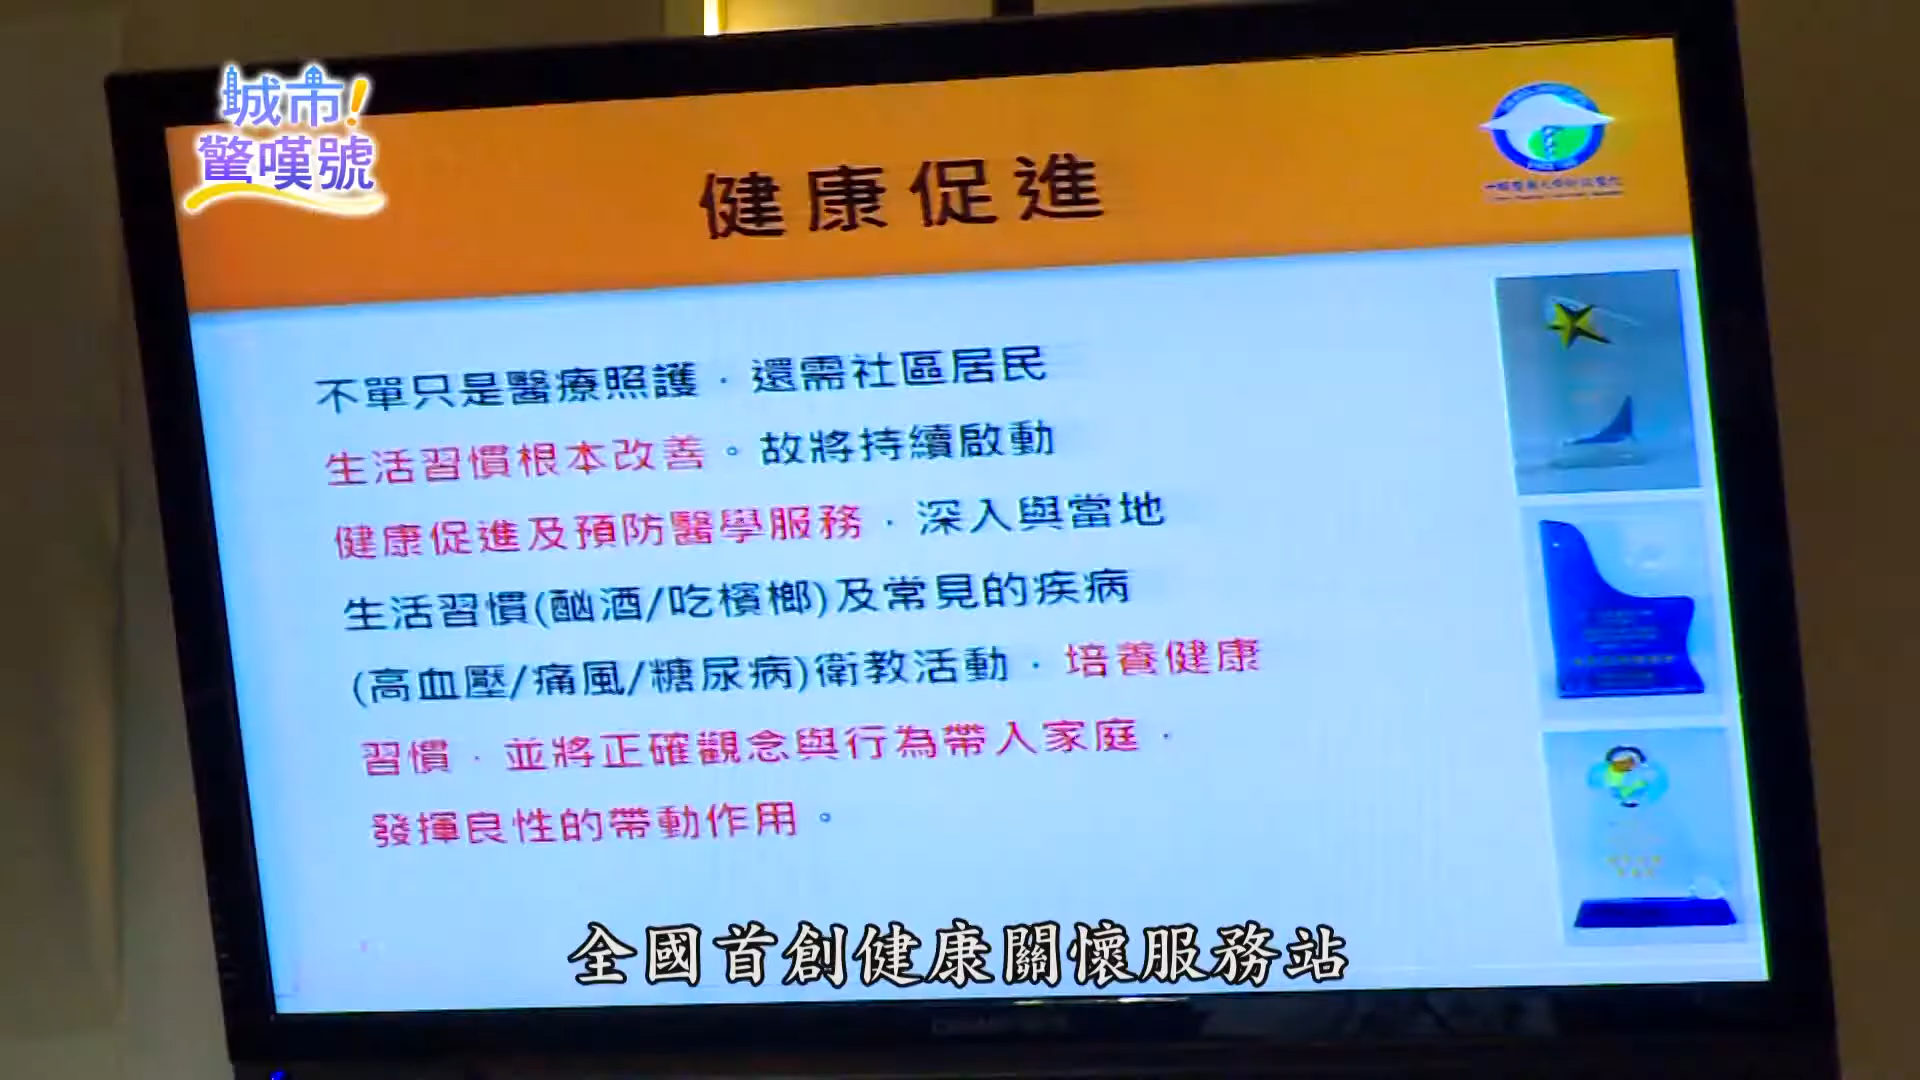 城市!
驚嘆號
健康促進
不單只是醫療照護，還需社區居民
生活習慣根本改善。故將持續啟動
健康促進及預防醫學服務，深入與當地
生活習慣(酗酒/吃檳榔)及常見的疾病
(高血壓/痛風/糖尿病)衛教活動，培養健康
習慣，並將正確觀念與行為帶入家庭，
發揮良性的帶動作用。
全國首創健康關懷服務站